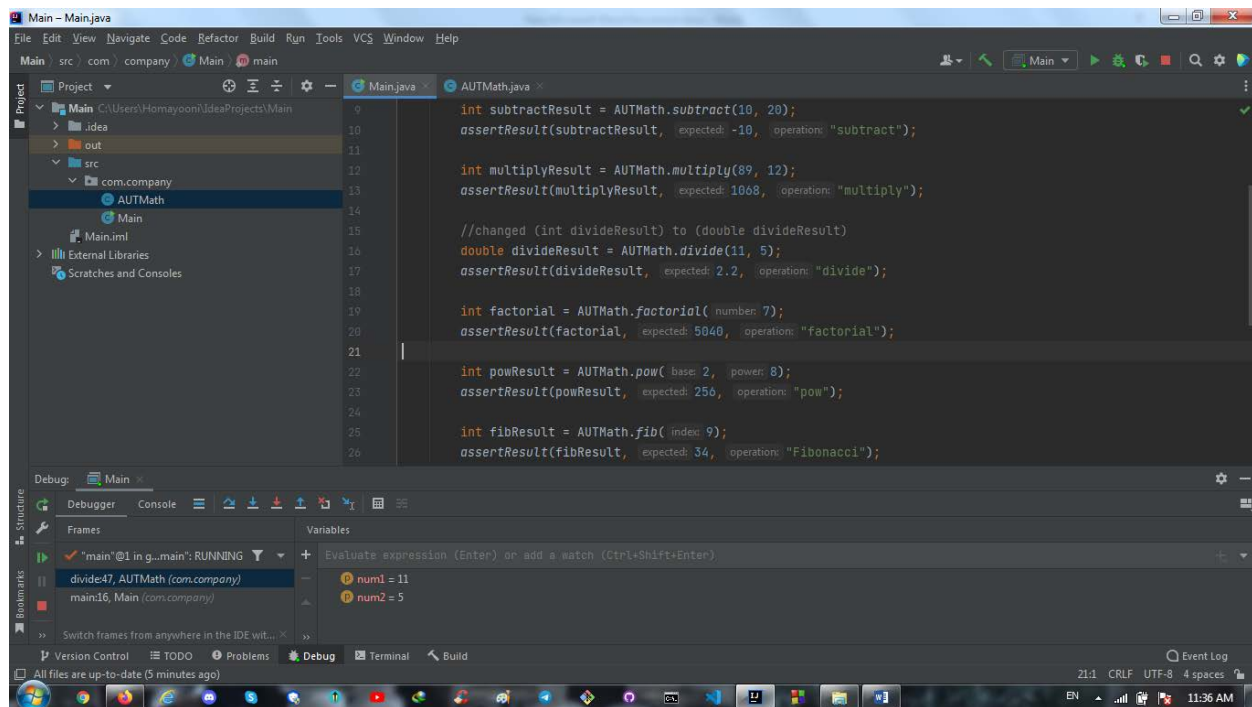 Main – Main.java
File Edit View Navigate Code Refactor Build Run Tools VCS Window Help
Main src com company Main main
Main
Project
Main C:\Users\Homayooni\IdeaProjects\Main
.idea
out
src
com.company
AUTMath
Main
Main.iml
External Libraries
Scratches and Consoles
Project
Structure
Bookmarks
Main.java AUTMath.java
9 int subtractResult = AUTMath.subtract(10, 20);
10 assertResult(subtractResult, expected: -10, operation: "subtract");
11
12 int multiplyResult = AUTMath.multiply(89, 12);
13 assertResult(multiplyResult, expected: 1068, operation: "multiply");
14
15 //changed (int divideResult) to (double divideResult)
16 double divideResult = AUTMath.divide(11, 5);
17 assertResult(divideResult, expected: 2.2, operation: "divide");
18
19 int factorial = AUTMath.factorial( number: 7);
20 assertResult(factorial, expected: 5040, operation: "factorial");
21
22 int powResult = AUTMath.pow( base: 2, power: 8);
23 assertResult(powResult, expected: 256, operation: "pow");
24
25 int fibResult = AUTMath.fib( index: 9);
26 assertResult(fibResult, expected: 34, operation: "Fibonacci");
Debug: Main
Debugger Console
Frames
Variables
"main"@1 in g...main": RUNNING
Evaluate expression (Enter) or add a watch (Ctrl+Shift+Enter)
divide:47, AUTMath (com.company)
main:16, Main (com.company)
num1 = 11
num2 = 5
Switch frames from anywhere in the IDE wit...
Version Control TODO Problems Debug Terminal Build Event Log
All files are up-to-date (5 minutes ago) 21:1 CRLF UTF-8 4 spaces
EN 11:36 AM